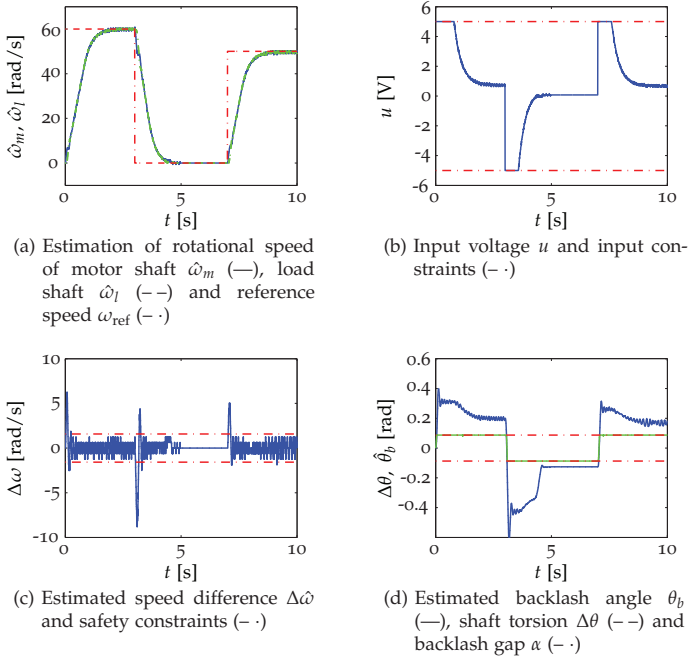 60
40
20
0
ω̂m, ω̂l [rad/s]
0
5
10
t [s]
(a) Estimation of rotational speed
of motor shaft ω̂m (—), load
shaft ω̂l (– –) and reference
speed ωref (– ·)
6
4
2
0
-2
-4
-6
u [V]
0
5
10
t [s]
(b) Input voltage u and input con-
straints (– ·)
10
5
0
-5
-10
Δω [rad/s]
0
5
10
t [s]
(c) Estimated speed difference Δω̂
and safety constraints (– ·)
0.6
0.4
0.2
0
-0.2
-0.4
-0.6
Δθ, θ̂b [rad]
0
5
10
t [s]
(d) Estimated backlash angle θb
(—), shaft torsion Δθ (– –) and
backlash gap α (– ·)